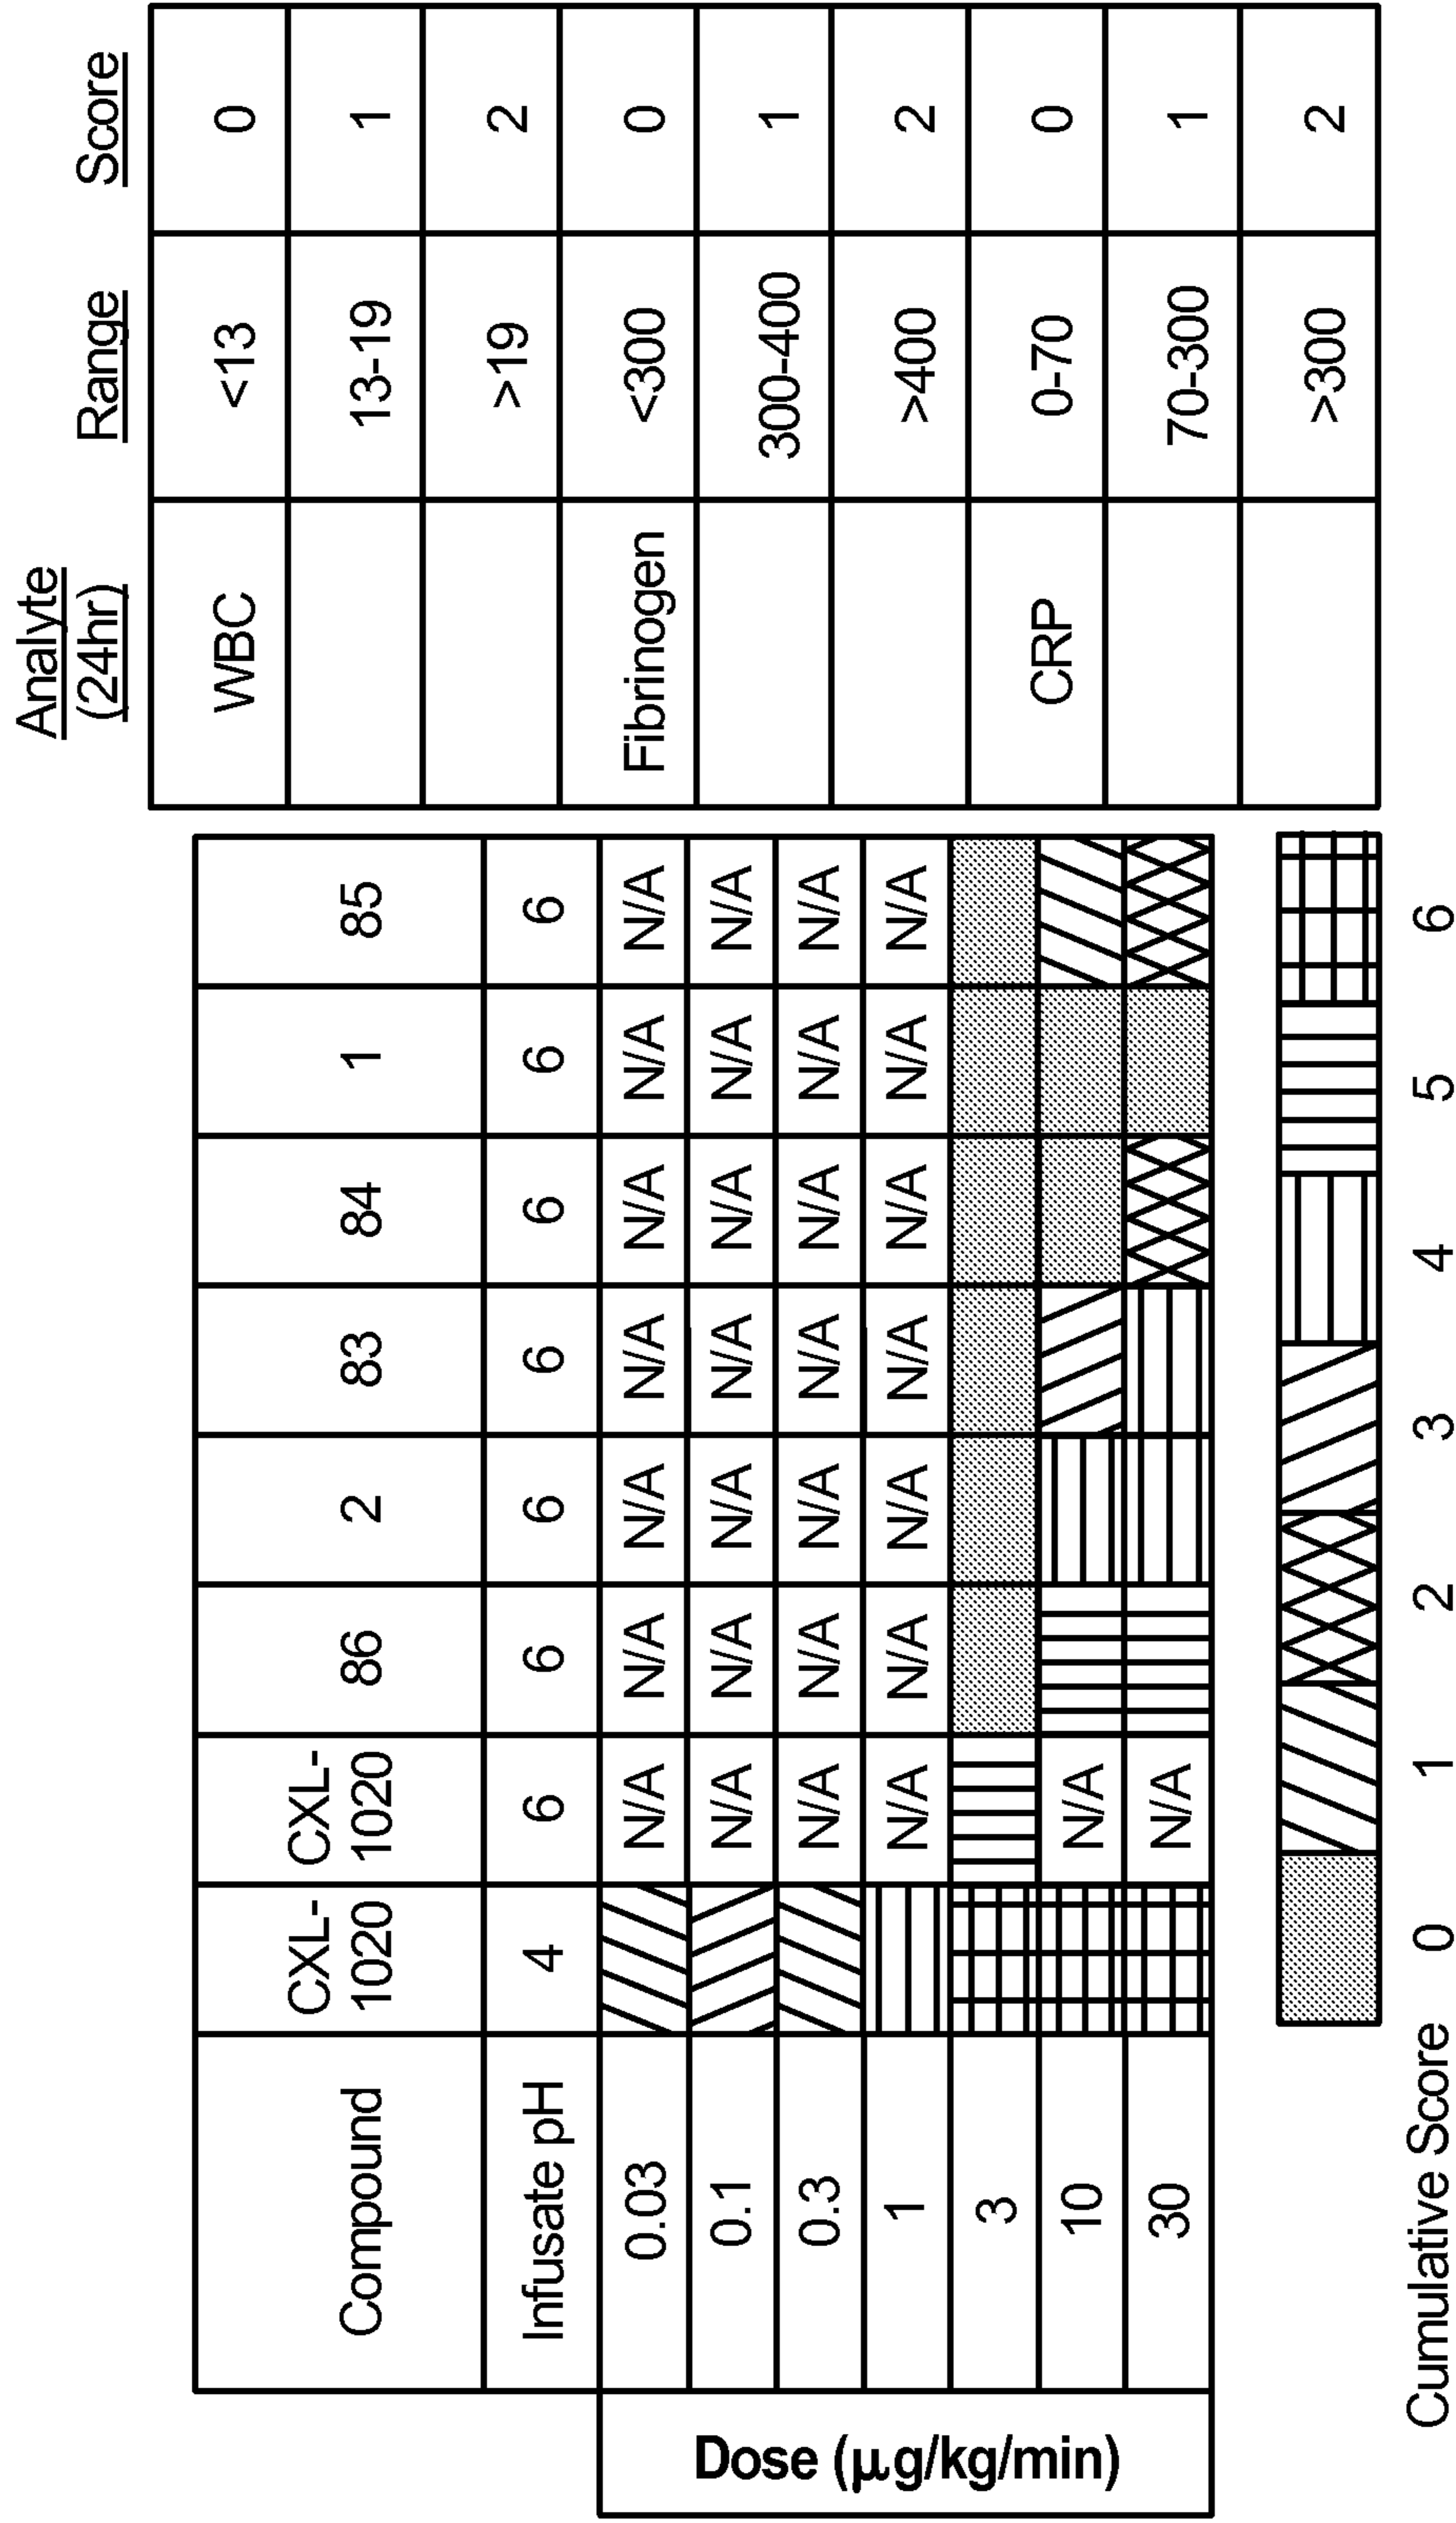 Compound CXL-1020 CXL-1020 86 2 83 84 1 85
Infusate pH 4 6 6 6 6 6 6 6
Dose (μg/kg/min)
0.03 N/A N/A N/A N/A N/A N/A N/A
0.1 N/A N/A N/A N/A N/A N/A N/A
0.3 N/A N/A N/A N/A N/A N/A N/A
1 N/A N/A N/A N/A N/A N/A N/A
3
10 N/A
30 N/A
Cumulative Score 0 1 2 3 4 5 6
Analyte (24hr) Range Score
WBC <13 0
13-19 1
>19 2
Fibrinogen <300 0
300-400 1
>400 2
CRP 0-70 0
70-300 1
>300 2